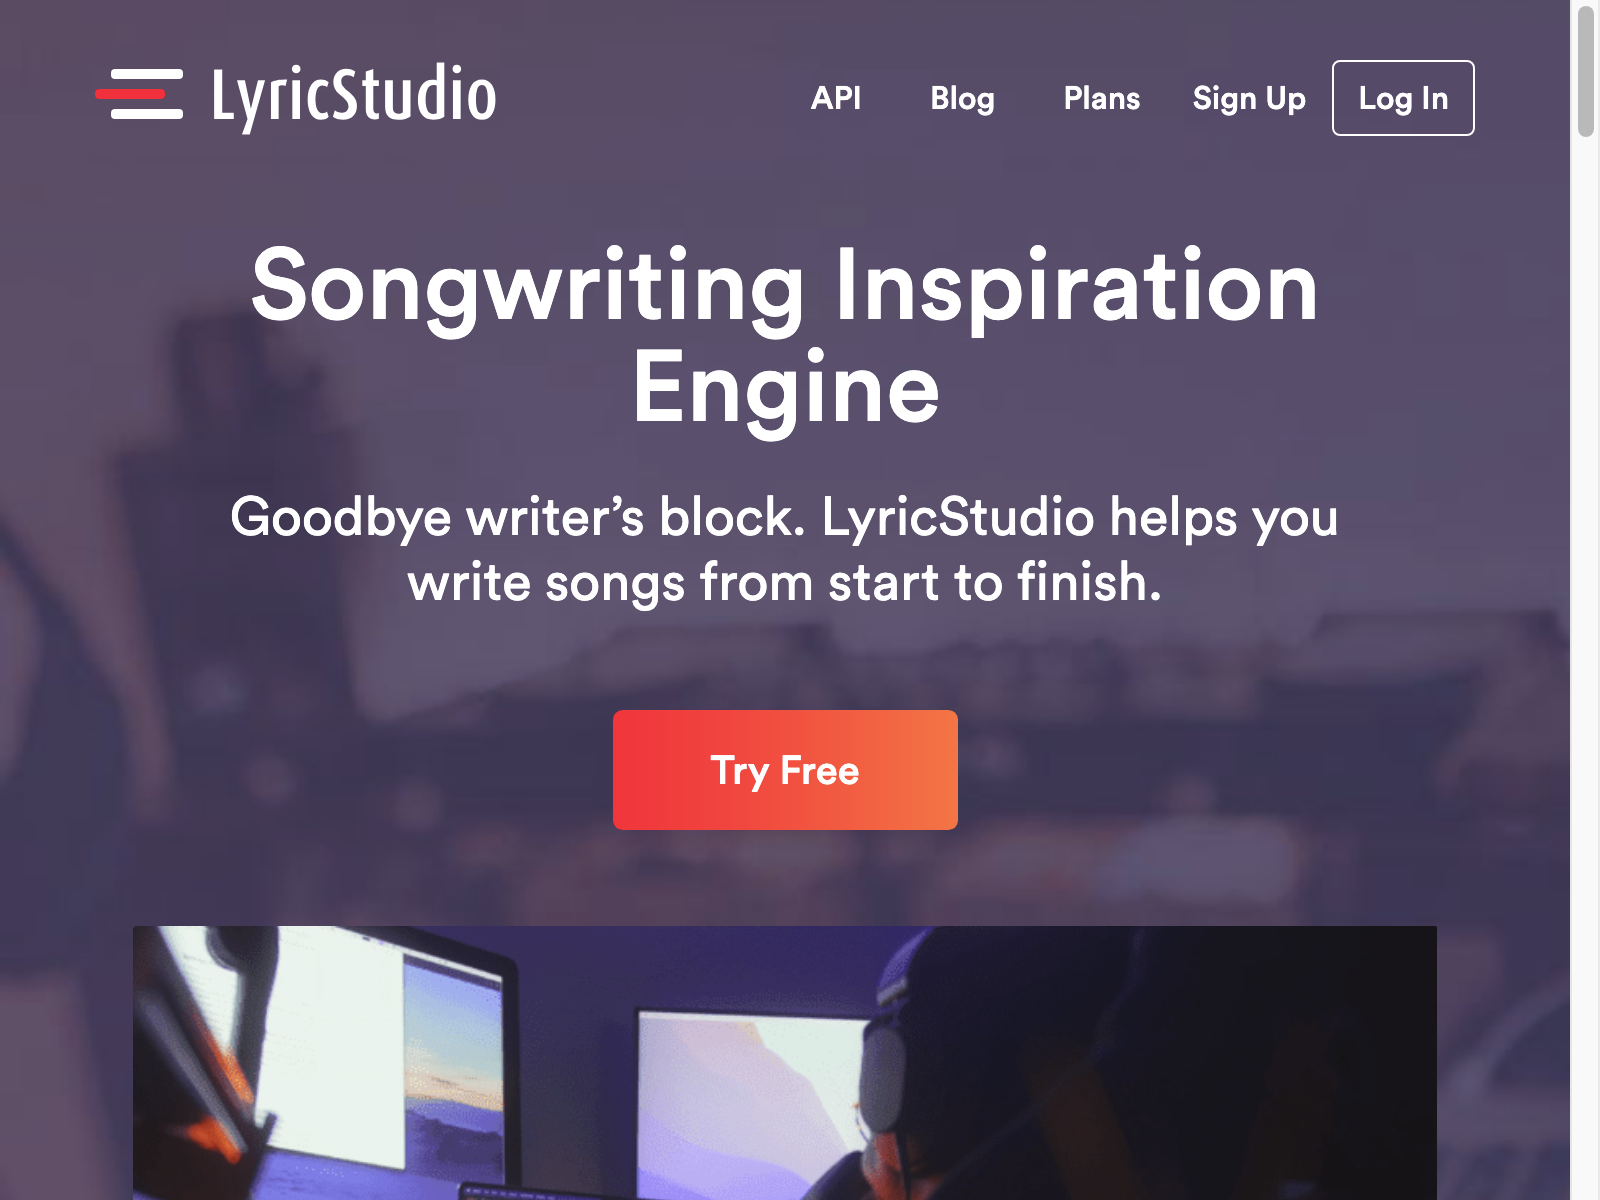 LyricStudio
API Blog Plans Sign Up Log In
Songwriting Inspiration
Engine
Goodbye writer’s block. LyricStudio helps you
write songs from start to finish.
Try Free